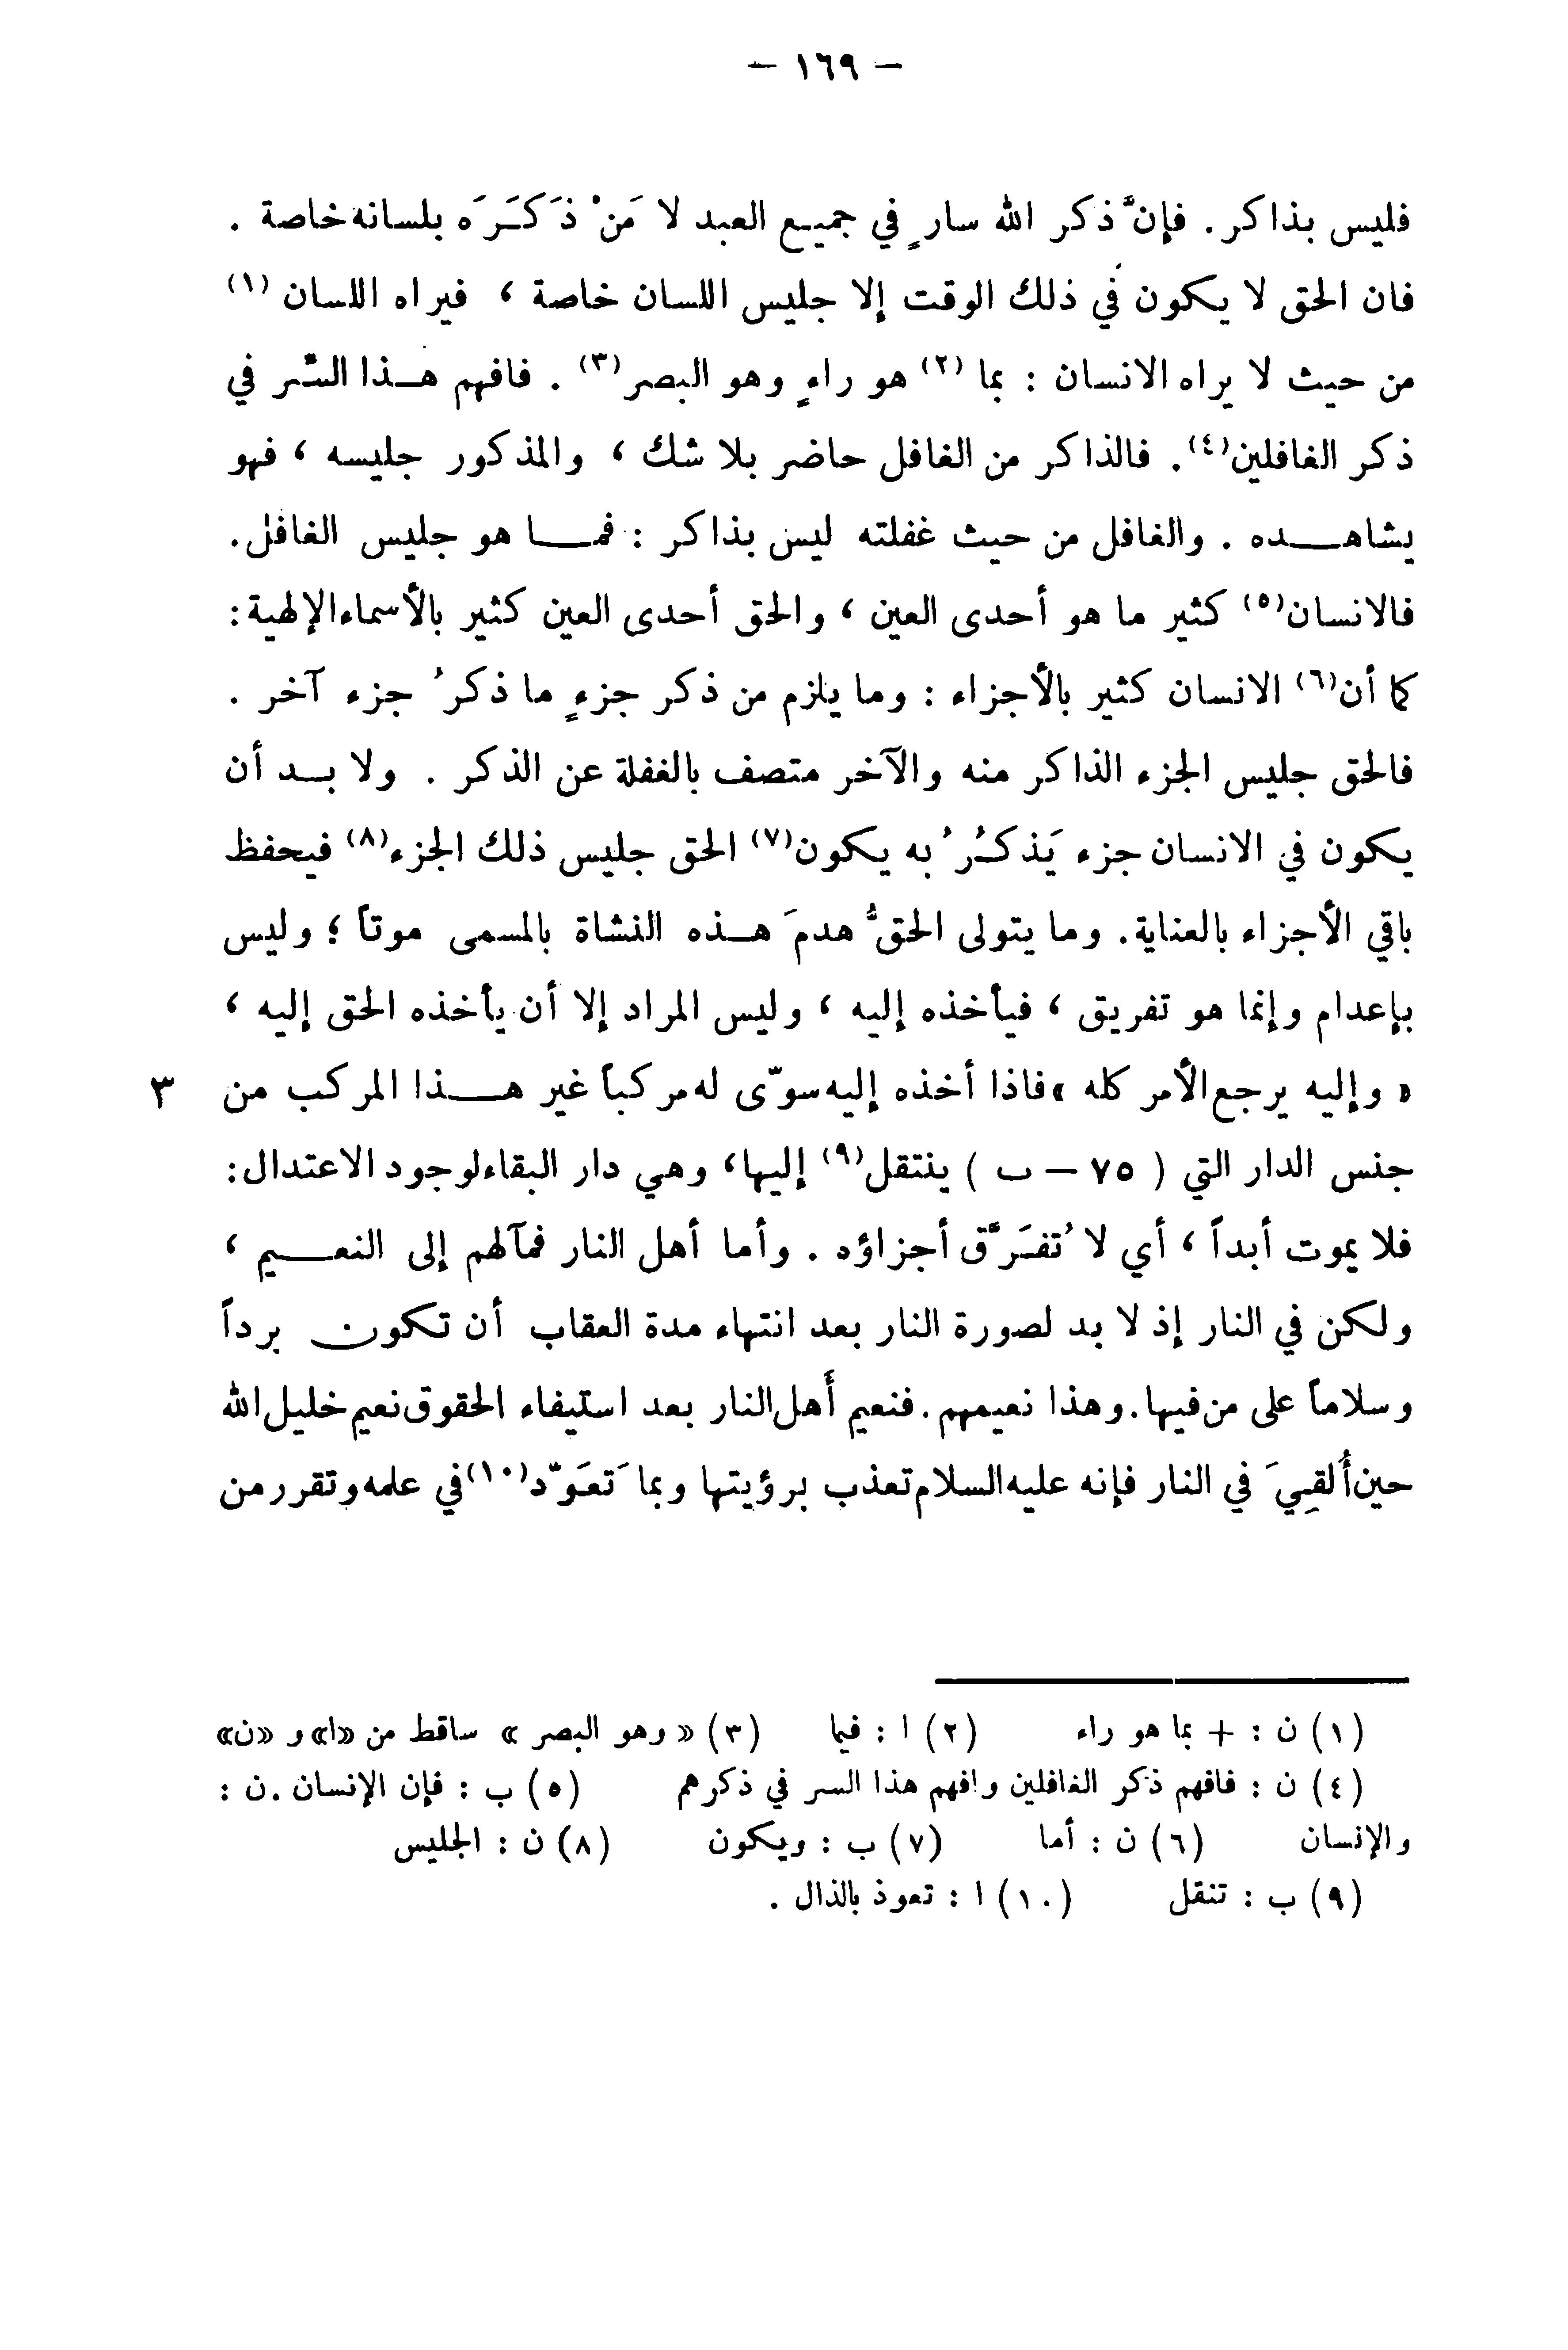 – ١٦٩ –
فليس بذاكر. فإنَّ ذكر الله سارٍ في جميع العبد لا مَنْ ذَكَرَه بلسانه خاصة .
فان الحق لا يكون في ذلك الوقت إلا جليس اللسان خاصة ، فيراه اللسان (١)
من حيث لا يراه الانسان : بما (٢) هو راءٍ وهو البصر(٣) . فافهم هذا السِّر في
ذكر الغافلين(٤). فالذاكر من الغافل حاضر بلا شك ، والمذكور جليسه ، فهو
يشاهده . والغافل من حيث غفلته ليس بذاكر : فما هو جليس الغافل.
فالانسان(٥) كثير ما هو أحدى العين ، والحق أحدى العين كثير بالأسماء الإلهية :
كما أن(٦) الانسان كثير بالأجزاء : وما يلزم من ذكر جزءٍ ما ذكرُ جزء آخر .
فالحق جليس الجزء الذاكر منه والآخر متصف بالغفلة عن الذكر . ولا بد أن
يكون في الانسان جزء يَذكُرُ به يكون(٧) الحق جليس ذلك الجزء(٨) فيحفظ
باقي الأجزاء بالعناية. وما يتولى الحقُّ هدمَ هذه النشاة بالمسمى موتاً ؛ وليس
بإعدام وإنما هو تفريق ، فيأخذه إليه ، وليس المراد إلا أن يأخذه الحق إليه ،
« وإليه يرجع الأمر كله » فاذا أخذه إليه سوّى له مركباً غير هذا المركب من ٣
جنس الدار التي ( ٧٥ – ب ) ينتقل(٩) إليها، وهي دار البقاء لوجود الاعتدال :
فلا يموت أبداً ، أي لا تُفَرَّق أجزاؤه . وأما أهل النار فمآلهم إلى النعيم ،
ولكن في النار إذ لا بد لصورة النار بعد انتهاء مدة العقاب أن تكون برداً
وسلاماً على من فيها. وهذا نعيمهم. فنعيم أهل النار بعد استيفاء الحقوق نعيم خليل الله
حين أُلقِيَ في النار فإنه عليه السلام تعذب برؤيتها وبما تَعَوّد(١٠) في علمه وتقرر من
(١) ن : + بما هو راء (٢) ا : فيما (٣) « وهو البصر » ساقط من «ا» و «ن»
(٤) ن : فافهم ذكر الغافلين وافهم هذا السر في ذكرهم (٥) ب : فإن الإنسان . ن :
والإنسان (٦) ن : أما (٧) ب : ويكون (٨) ن : الجليس
(٩) ب : تنقل (١٠) ا : تعوذ بالذال .